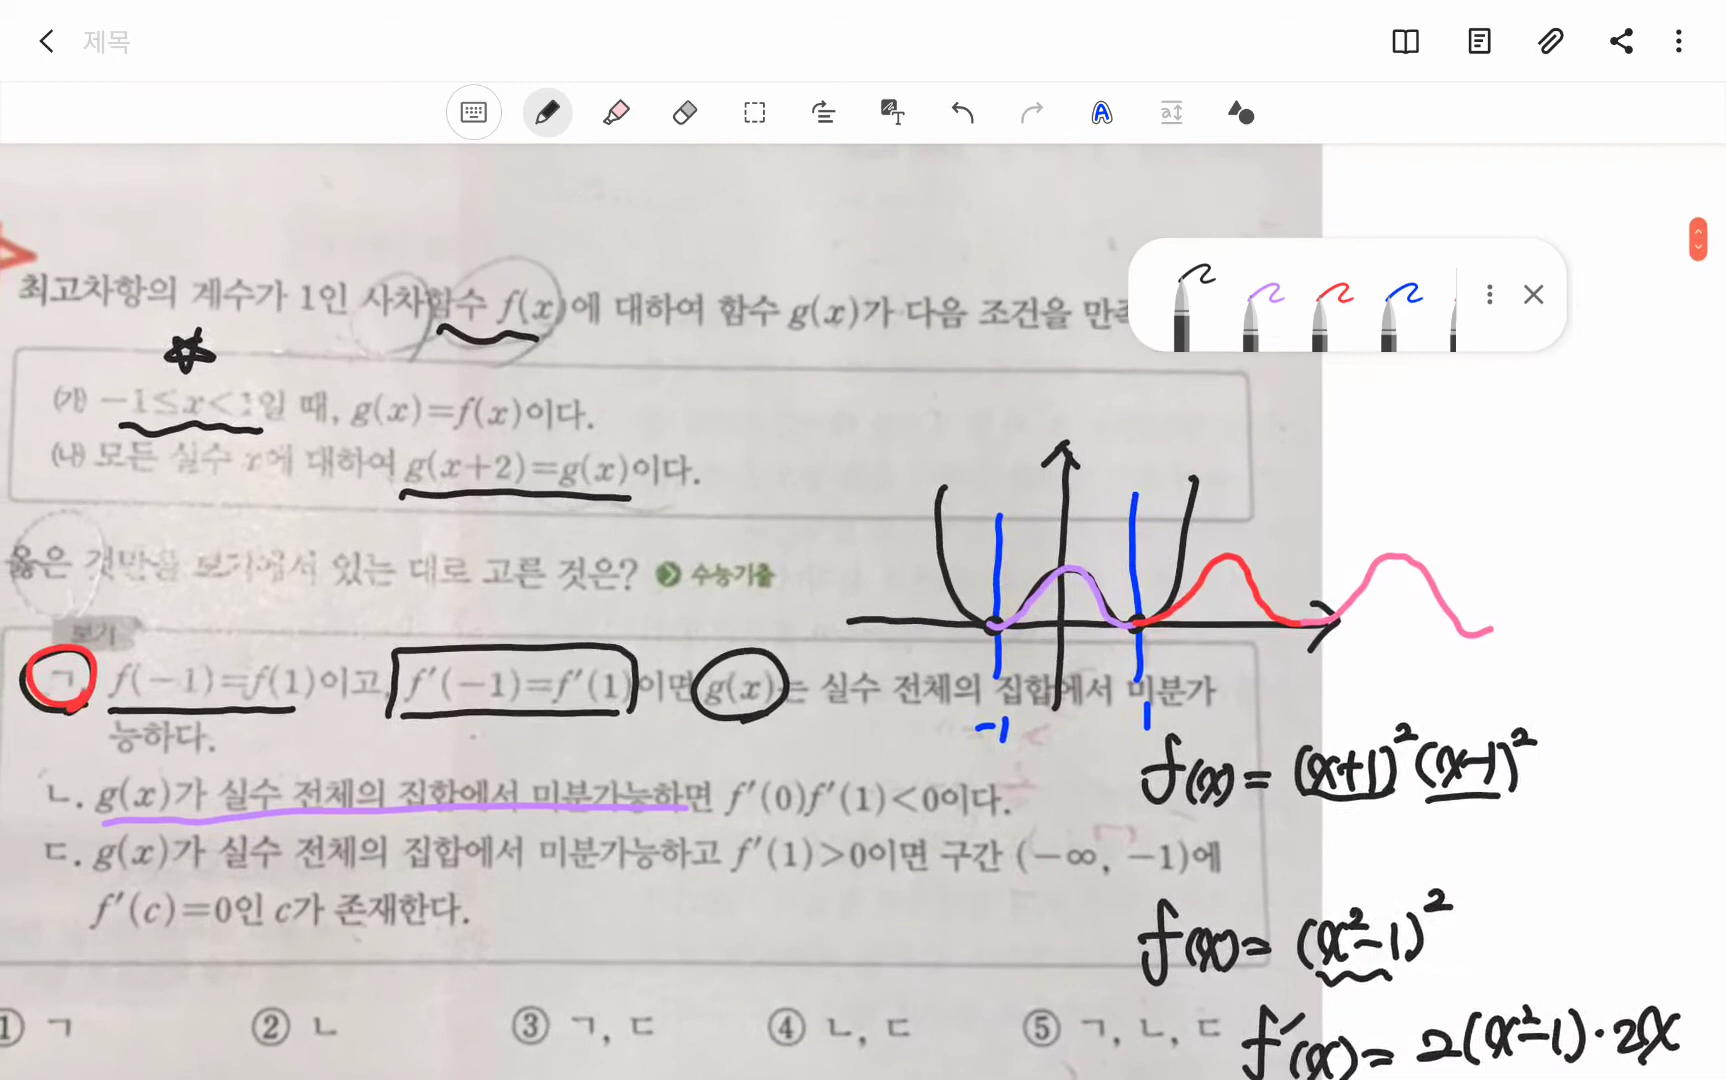 제목
최고차항의 계수가 1인 사차함수 f(x)에 대하여 함수 g(x)가 다음 조건을 만족
(가) -1≤x<1일 때, g(x)=f(x)이다.
(나) 모든 실수 x에 대하여 g(x+2)=g(x)이다.
옳은 것만을 보기에서 있는 대로 고른 것은? 수능기출
보기
ㄱ. f(-1)=f(1)이고, f′(-1)=f′(1)이면 g(x)는 실수 전체의 집합에서 미분가
능하다.
ㄴ. g(x)가 실수 전체의 집합에서 미분가능하면 f′(0)f′(1)<0이다.
ㄷ. g(x)가 실수 전체의 집합에서 미분가능하고 f′(1)>0이면 구간 (-∞, -1)에
f′(c)=0인 c가 존재한다.
① ㄱ ② ㄴ ③ ㄱ, ㄷ ④ ㄴ, ㄷ ⑤ ㄱ, ㄴ, ㄷ
-1 1
f(x)= (x+1)² (x-1)²
f(x)= (x²-1)²
f′(x)= 2(x²-1)·2x